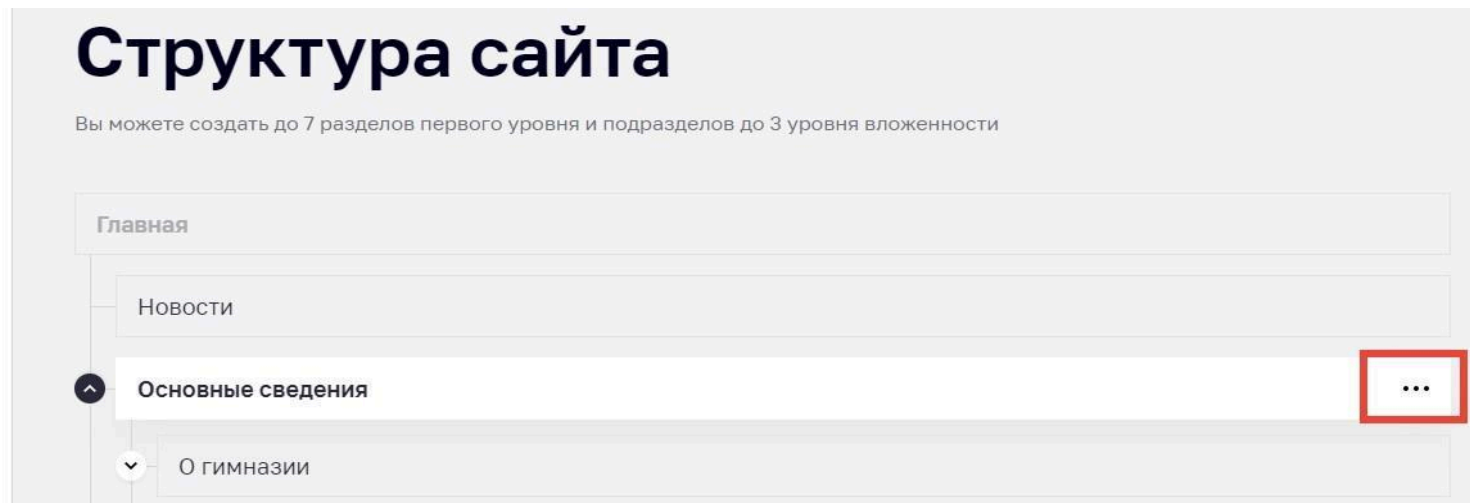 Структура сайта
Вы можете создать до 7 разделов первого уровня и подразделов до 3 уровня вложенности
Главная
Новости
Основные сведения
О гимназии